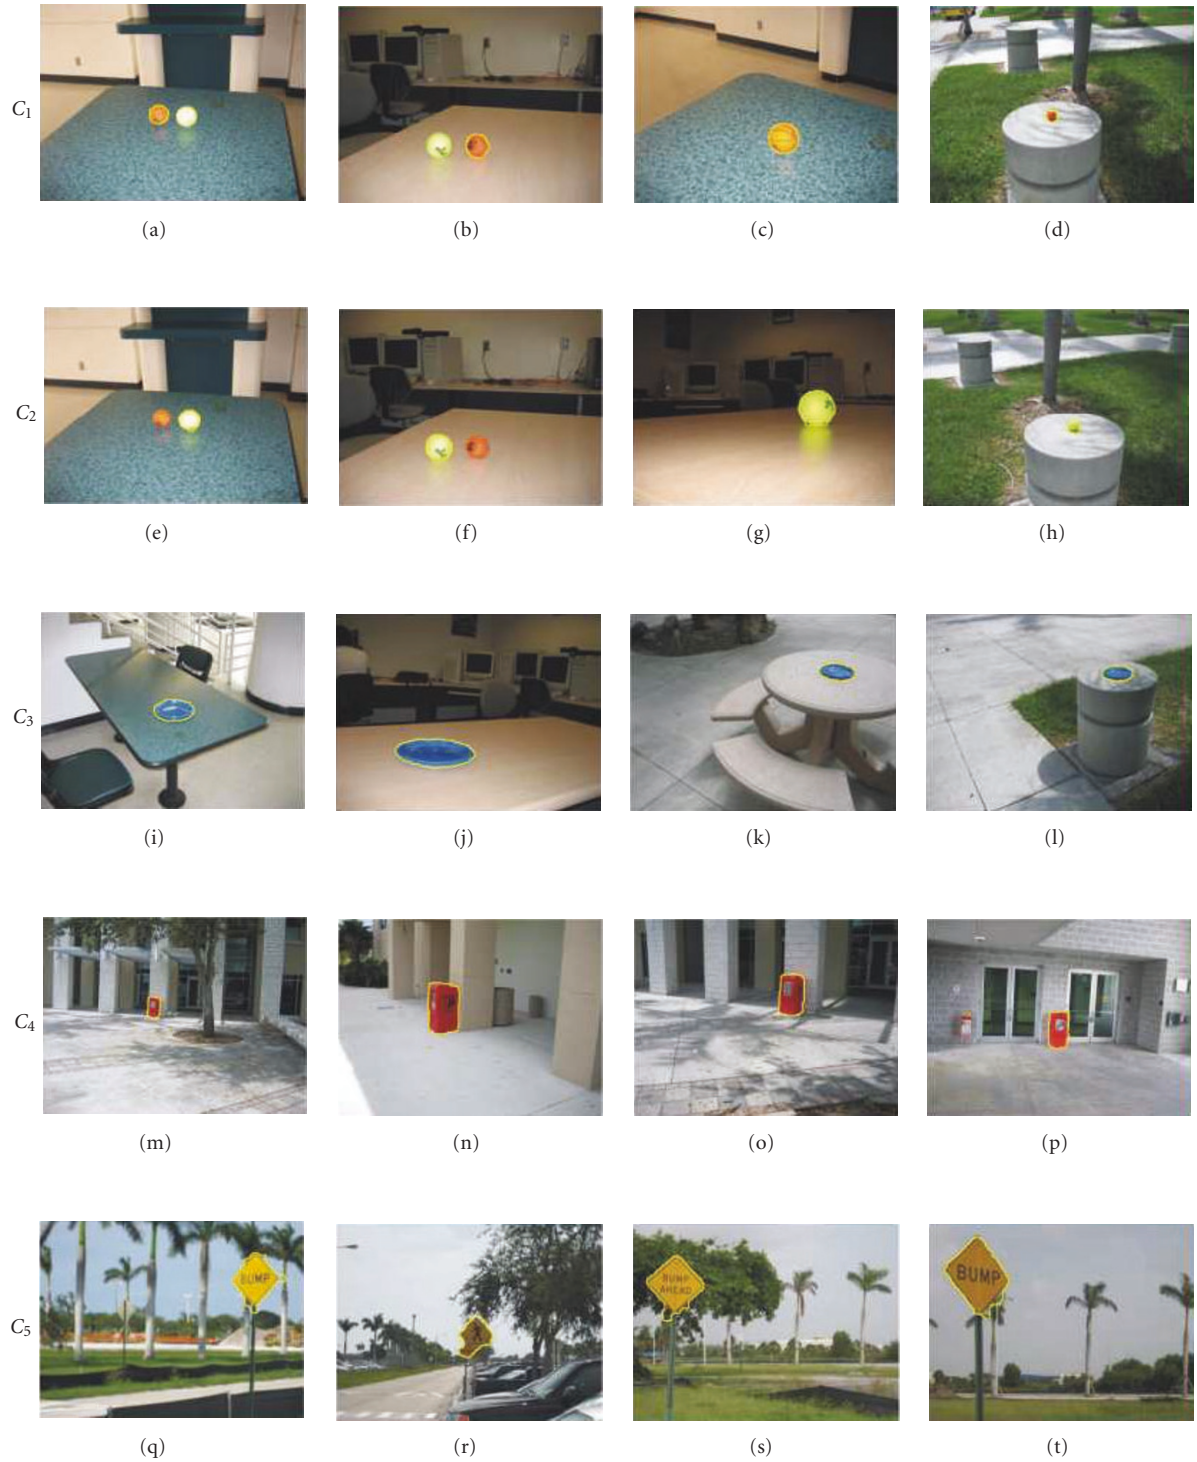 C1
(a) (b) (c) (d)
C2
(e) (f) (g) (h)
C3
(i) (j) (k) (l)
C4
(m) (n) (o) (p)
BUMP
BUMP
AHEAD
BUMP
C5
(q) (r) (s) (t)